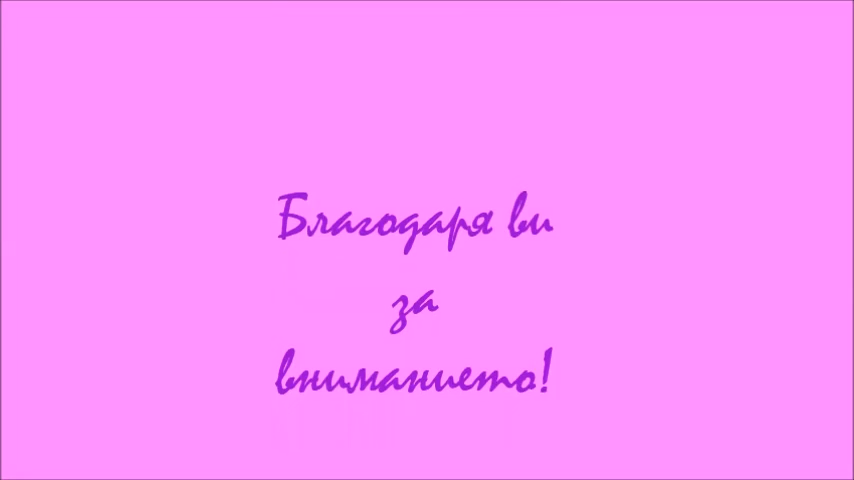 Благодаря ви
за
вниманието!